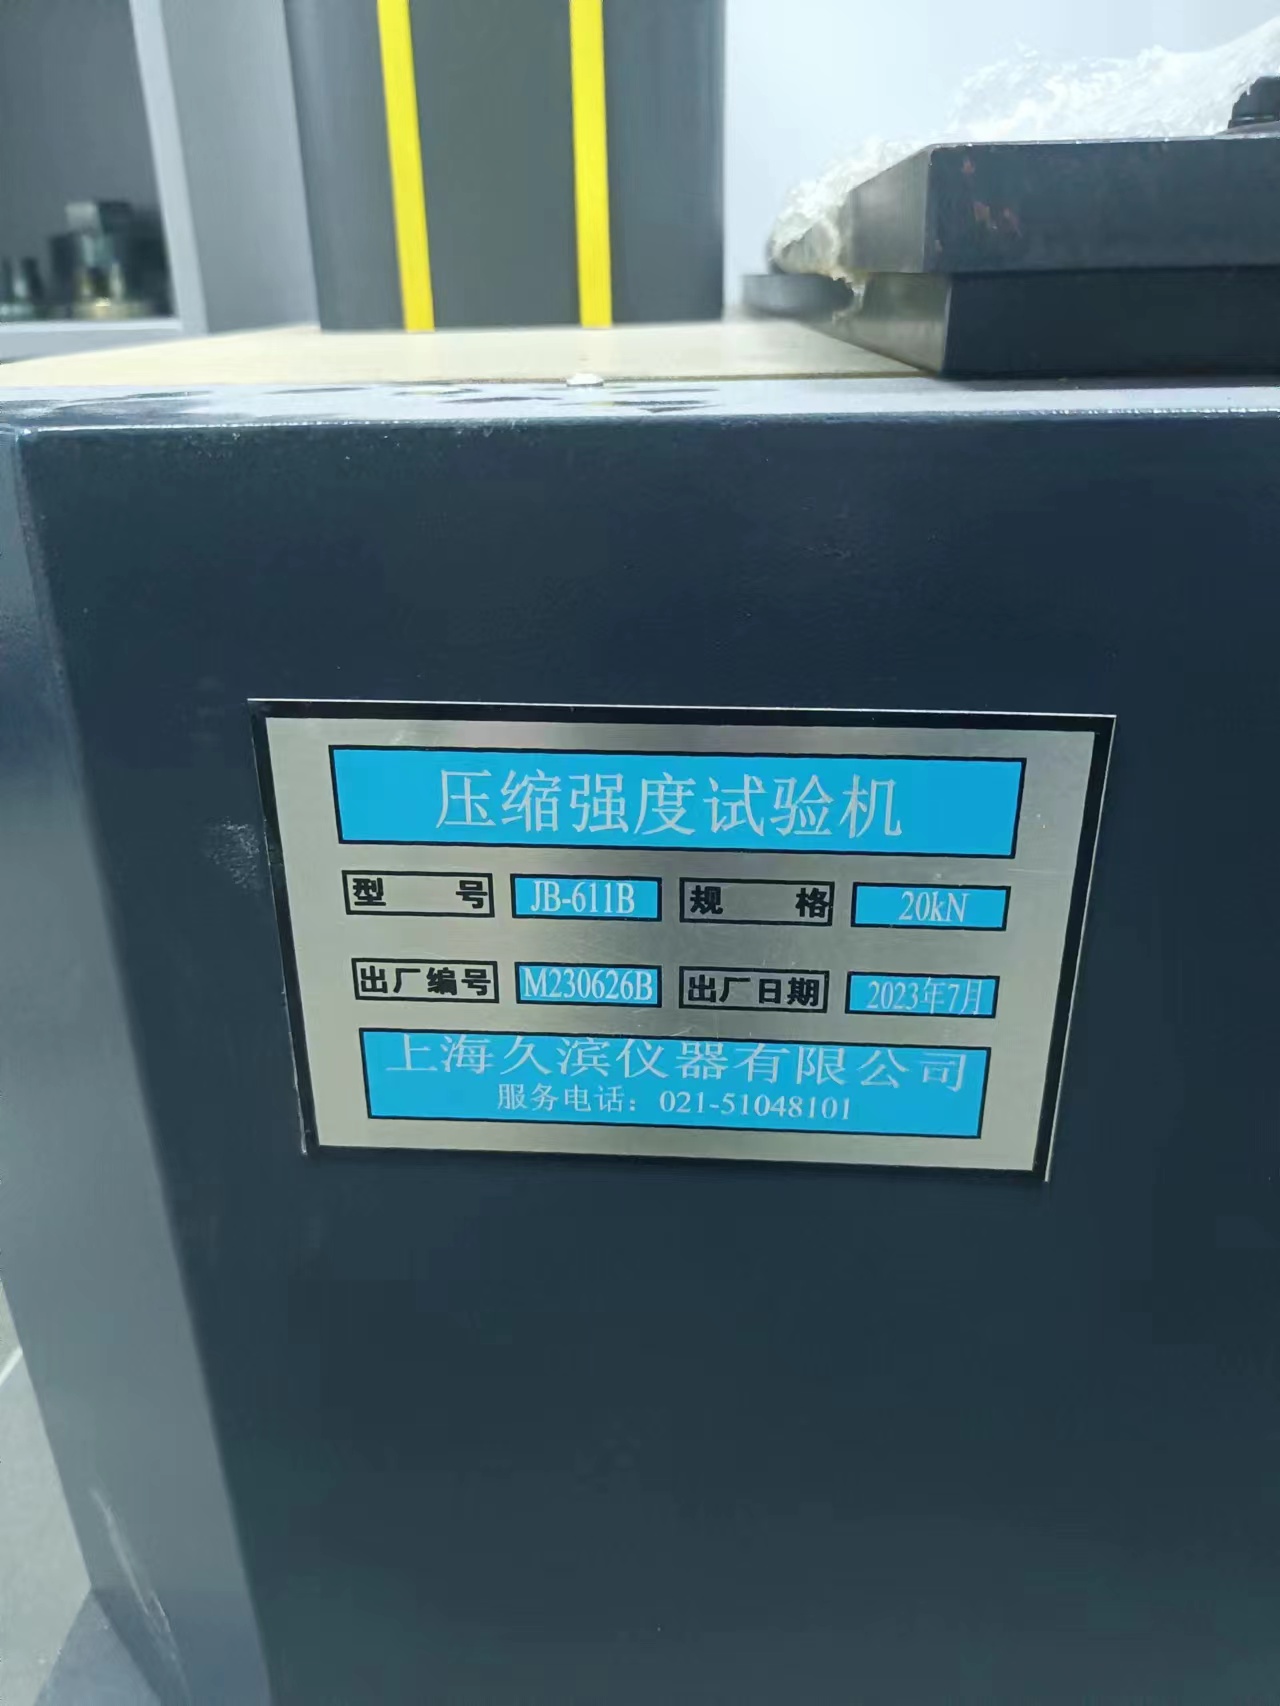 压缩强度试验机
型号 JB-611B 规格 20kN
出厂编号 M230626B 出厂日期 2023年7月
上海久滨仪器有限公司
服务电话：021-51048101